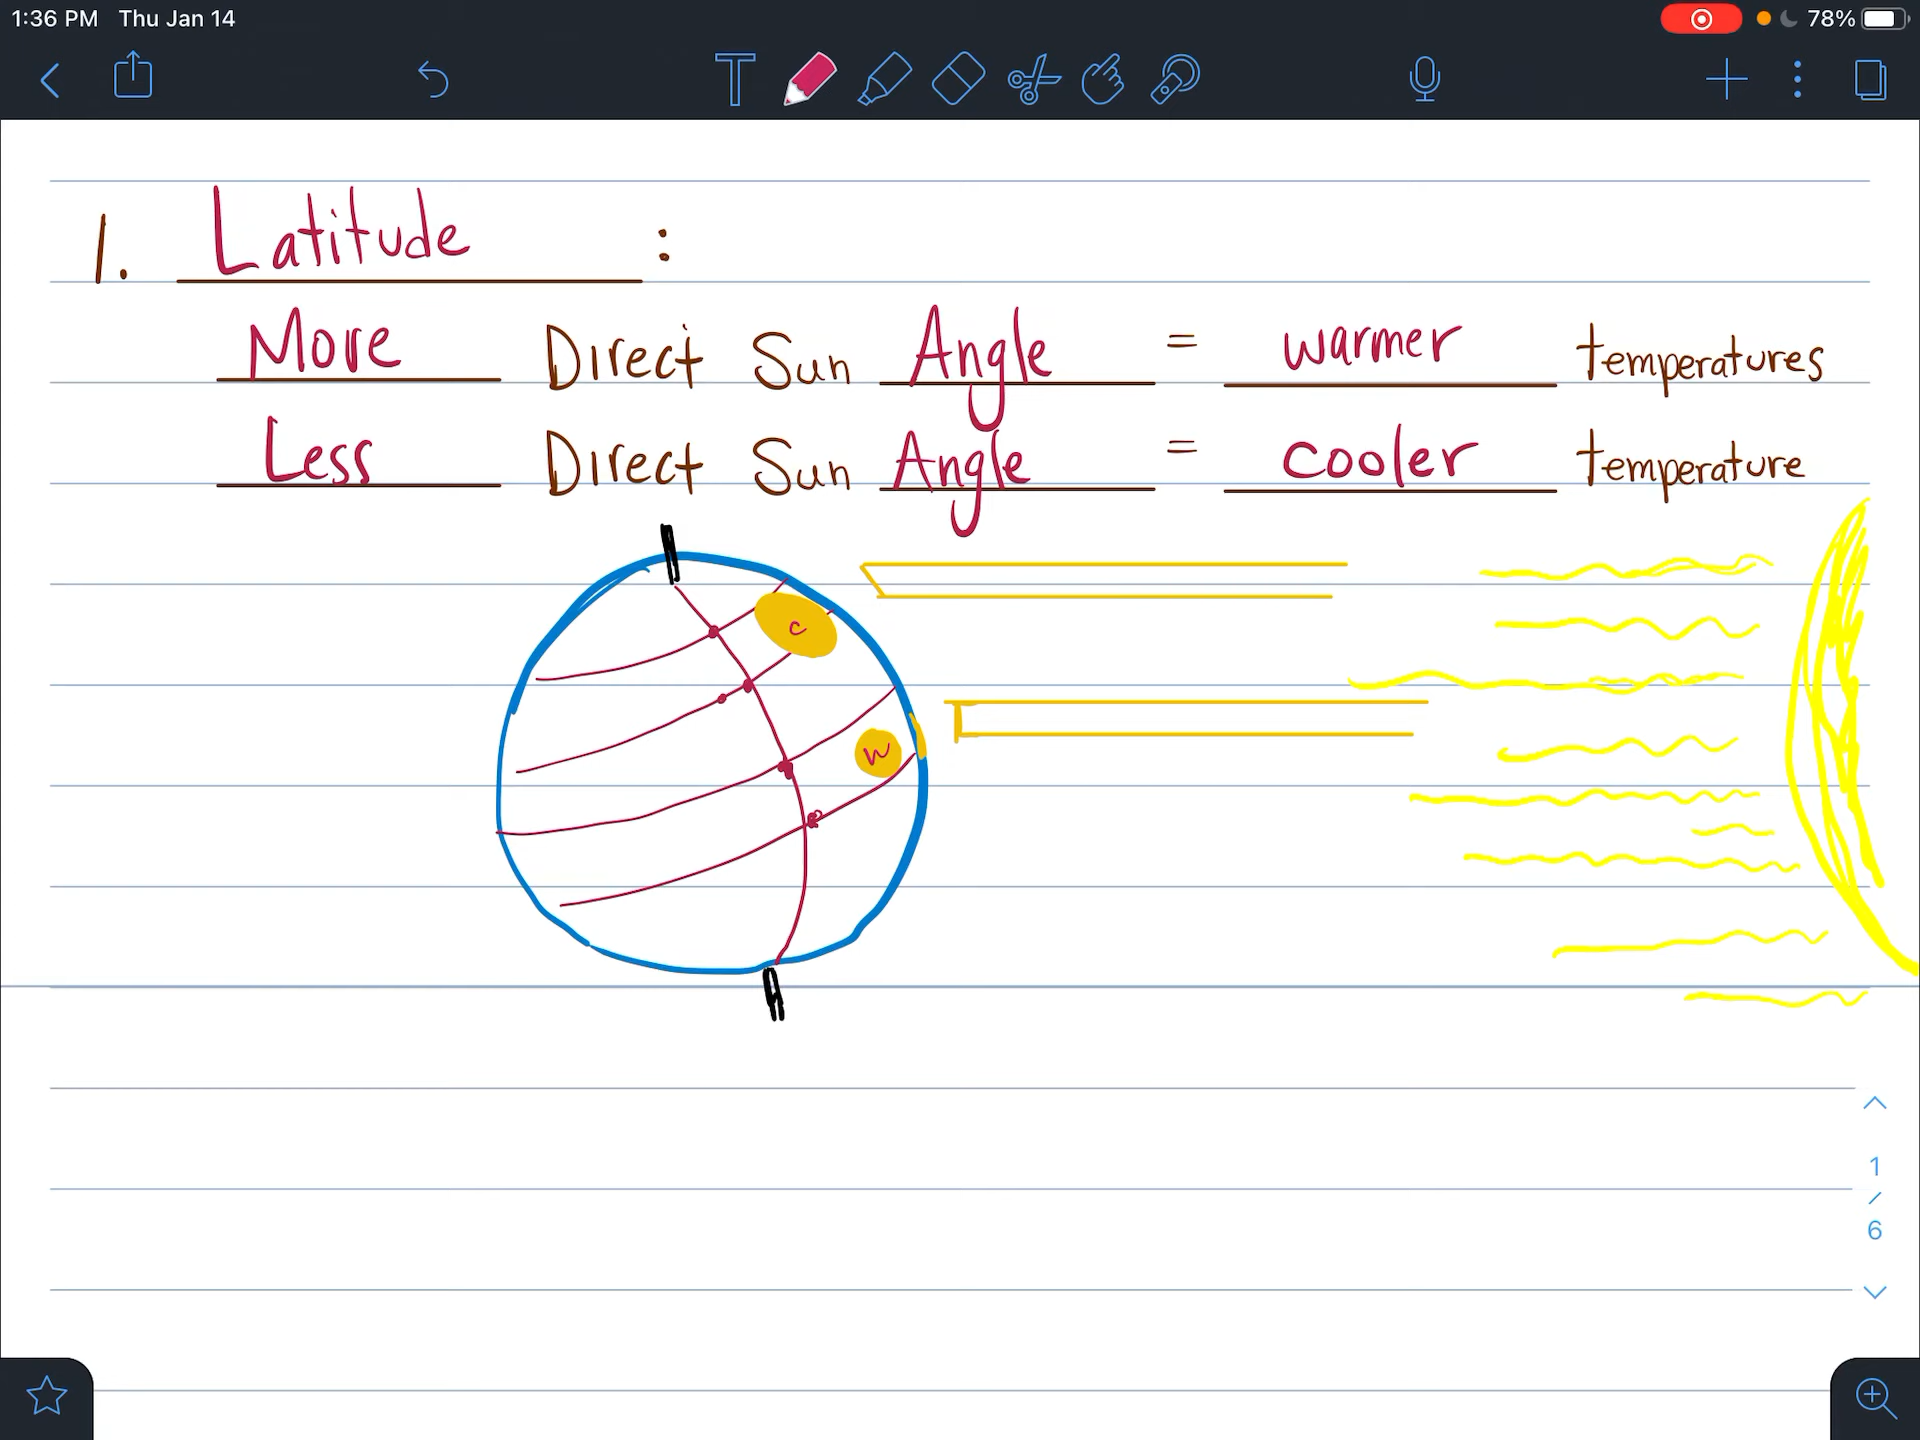 1:36 PM Thu Jan 14 78%
T
1. Latitude :
More Direct Sun Angle = warmer temperatures
Less Direct Sun Angle = cooler temperature
C
W
1
/
6